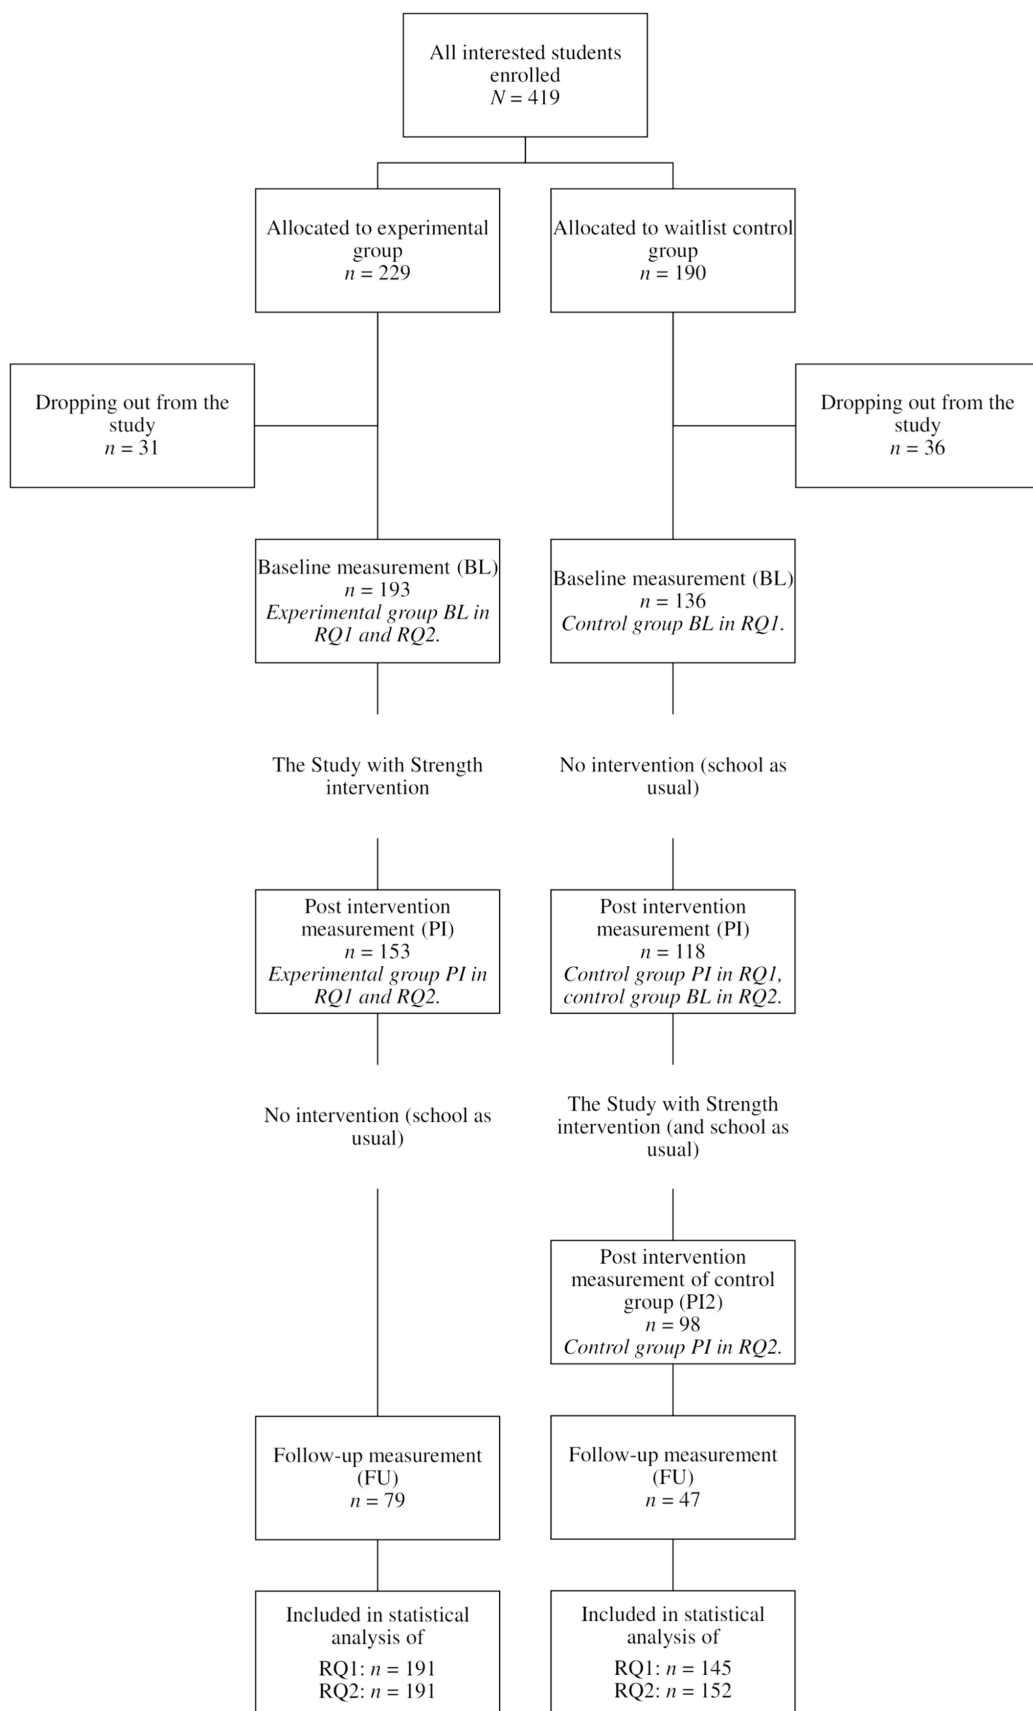 All interested students
enrolled
N = 419
Allocated to experimental
group
n = 229
Allocated to waitlist control
group
n = 190
Dropping out from the
study
n = 31
Dropping out from the
study
n = 36
Baseline measurement (BL)
n = 193
Experimental group BL in
RQ1 and RQ2.
Baseline measurement (BL)
n = 136
Control group BL in RQ1.
The Study with Strength
intervention
No intervention (school as
usual)
Post intervention
measurement (PI)
n = 153
Experimental group PI in
RQ1 and RQ2.
Post intervention
measurement (PI)
n = 118
Control group PI in RQ1,
control group BL in RQ2.
No intervention (school as
usual)
The Study with Strength
intervention (and school as
usual)
Post intervention
measurement of control
group (PI2)
n = 98
Control group PI in RQ2.
Follow-up measurement
(FU)
n = 79
Follow-up measurement
(FU)
n = 47
Included in statistical
analysis of
RQ1: n = 191
RQ2: n = 191
Included in statistical
analysis of
RQ1: n = 145
RQ2: n = 152